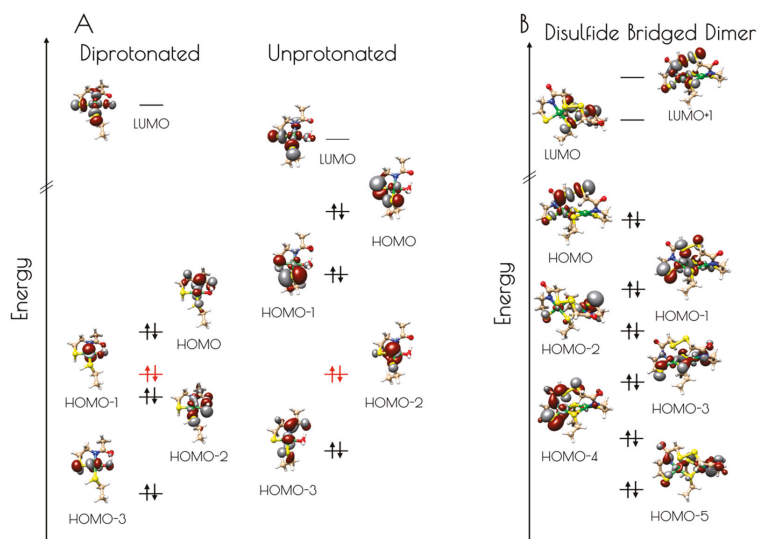 A
Diprotonated
Unprotonated
Energy
LUMO
HOMO
HOMO-1
HOMO-2
HOMO-3
LUMO
HOMO
HOMO-1
HOMO-2
HOMO-3
B
Disulfide Bridged Dimer
Energy
LUMO+1
LUMO
HOMO
HOMO-1
HOMO-2
HOMO-3
HOMO-4
HOMO-5